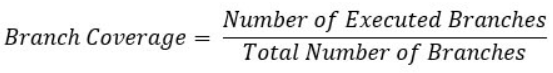 Branch Coverage = Number of Executed Branches
Total Number of Branches